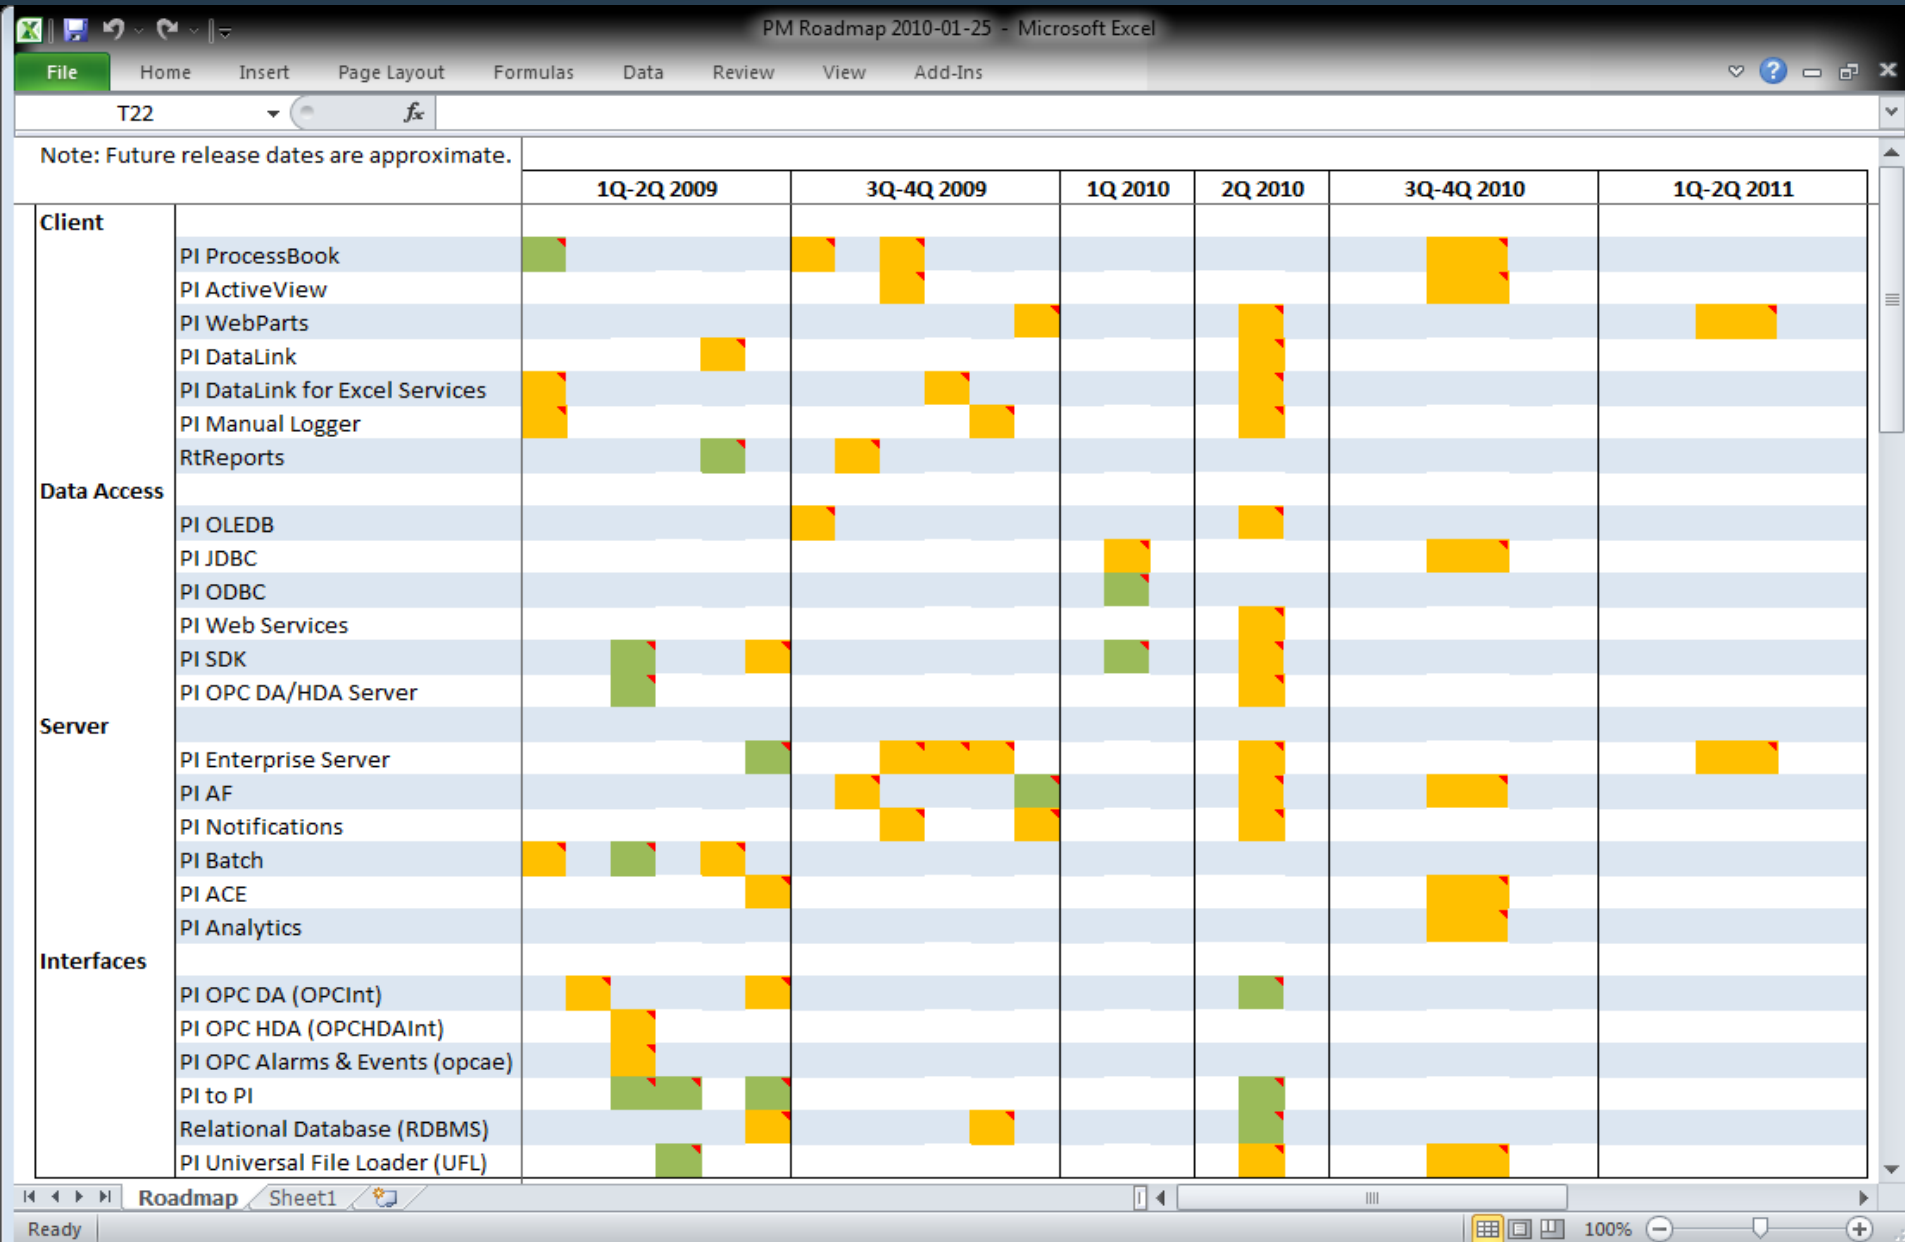 PM Roadmap 2010-01-25 - Microsoft Excel
File Home Insert Page Layout Formulas Data Review View Add-Ins
T22 fx
Note: Future release dates are approximate.
1Q-2Q 2009 3Q-4Q 2009 1Q 2010 2Q 2010 3Q-4Q 2010 1Q-2Q 2011
Client
PI ProcessBook
PI ActiveView
PI WebParts
PI DataLink
PI DataLink for Excel Services
PI Manual Logger
RtReports
Data Access
PI OLEDB
PI JDBC
PI ODBC
PI Web Services
PI SDK
PI OPC DA/HDA Server
Server
PI Enterprise Server
PI AF
PI Notifications
PI Batch
PI ACE
PI Analytics
Interfaces
PI OPC DA (OPCInt)
PI OPC HDA (OPCHDAInt)
PI OPC Alarms & Events (opcae)
PI to PI
Relational Database (RDBMS)
PI Universal File Loader (UFL)
Roadmap Sheet1
Ready 100%